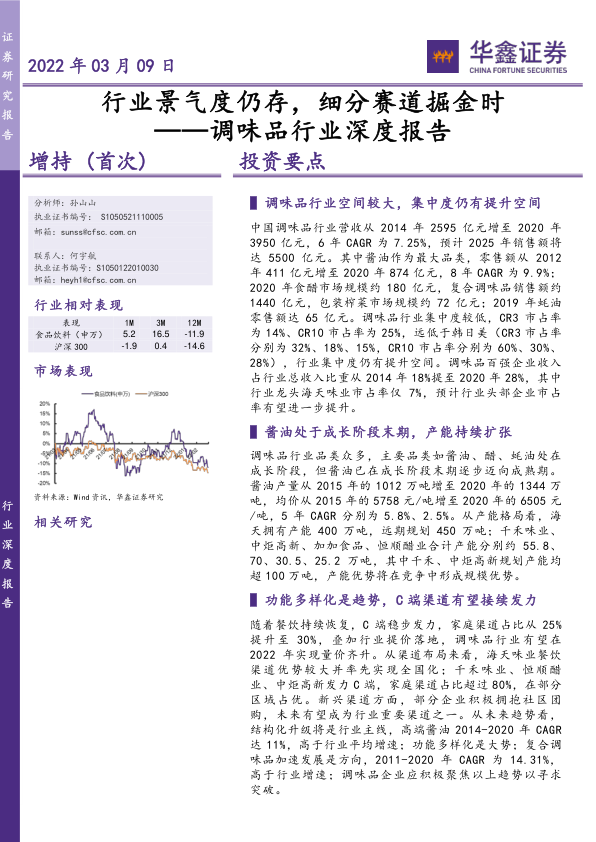 证券研究报告
2022 年 03 月 09 日
华鑫证券
CHINA FORTUNE SECURITIES
行业景气度仍存，细分赛道掘金时
——调味品行业深度报告
增持（首次）
分析师：孙山山
执业证书编号： S1050521110005
邮箱：sunss@cfsc.com.cn
联系人：何宇航
执业证书编号：S1050122010030
邮箱：heyh1@cfsc.com.cn
行业相对表现
表现 1M 3M 12M
食品饮料（申万） 5.2 16.5 -11.9
沪深 300 -1.9 0.4 -14.6
市场表现
食品饮料(申万) 沪深300
20%
15%
10%
5%
0%
-5%
-10%
-15%
-20%
资料来源：Wind 资讯，华鑫证券研究
相关研究
行业深度报告
投资要点
▌ 调味品行业空间较大，集中度仍有提升空间
中国调味品行业营收从 2014 年 2595 亿元增至 2020 年
3950 亿元，6 年 CAGR 为 7.25%，预计 2025 年销售额将
达 5500 亿元。其中酱油作为最大品类，零售额从 2012
年 411 亿元增至 2020 年 874 亿元，8 年 CAGR 为 9.9%；
2020 年食醋市场规模约 180 亿元，复合调味品销售额约
1440 亿元，包装榨菜市场规模约 72 亿元；2019 年蚝油
零售额达 65 亿元。调味品行业集中度较低，CR3 市占率
为 14%、CR10 市占率为 25%，远低于韩日美（CR3 市占率
分别为 32%、18%、15%，CR10 市占率分别为 60%、30%、
28%），行业集中度仍有提升空间。调味品百强企业收入
占行业总收入比重从 2014 年 18%提至 2020 年 28%，其中
行业龙头海天味业市占率仅 7%，预计行业头部企业市占
率有望进一步提升。
▌ 酱油处于成长阶段末期，产能持续扩张
调味品行业品类众多，主要品类如酱油、醋、蚝油处在
成长阶段，但酱油已在成长阶段末期逐步迈向成熟期。
酱油产量从 2015 年的 1012 万吨增至 2020 年的 1344 万
吨，均价从 2015 年的 5758 元/吨增至 2020 年的 6505 元
/吨，5 年 CAGR 分别为 5.8%、2.5%。从产能格局看，海
天拥有产能 400 万吨，远期规划 450 万吨；千禾味业、
中炬高新、加加食品、恒顺醋业合计产能分别约 55.8、
70、30.5、25.2 万吨，其中千禾、中炬高新规划产能均
超 100 万吨，产能优势将在竞争中形成规模优势。
▌ 功能多样化是趋势，C 端渠道有望接续发力
随着餐饮持续恢复，C 端稳步发力，家庭渠道占比从 25%
提升至 30%，叠加行业提价落地，调味品行业有望在
2022 年实现量价齐升。从渠道布局来看，海天味业餐饮
渠道优势较大并率先实现全国化；千禾味业、恒顺醋
业、中炬高新发力 C 端，家庭渠道占比超过 80%，在部分
区域占优。新兴渠道方面，部分企业积极拥抱社区团
购，未来有望成为行业重要渠道之一。从未来趋势看，
结构化升级将是行业主线，高端酱油 2014-2020 年 CAGR
达 11%，高于行业平均增速；功能多样化是大势；复合调
味品加速发展是方向，2011-2020 年 CAGR 为 14.31%，
高于行业增速；调味品企业应积极聚焦以上趋势以寻求
突破。